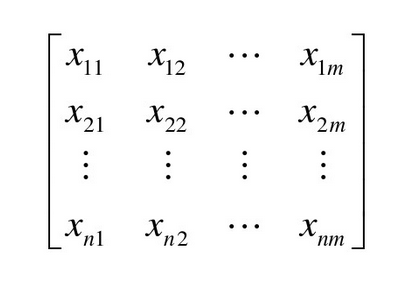 x₁₁ x₁₂ ⋯ x₁ₘ
x₂₁ x₂₂ ⋯ x₂ₘ
⋮ ⋮ ⋮ ⋮
xₙ₁ xₙ₂ ⋯ xₙₘ